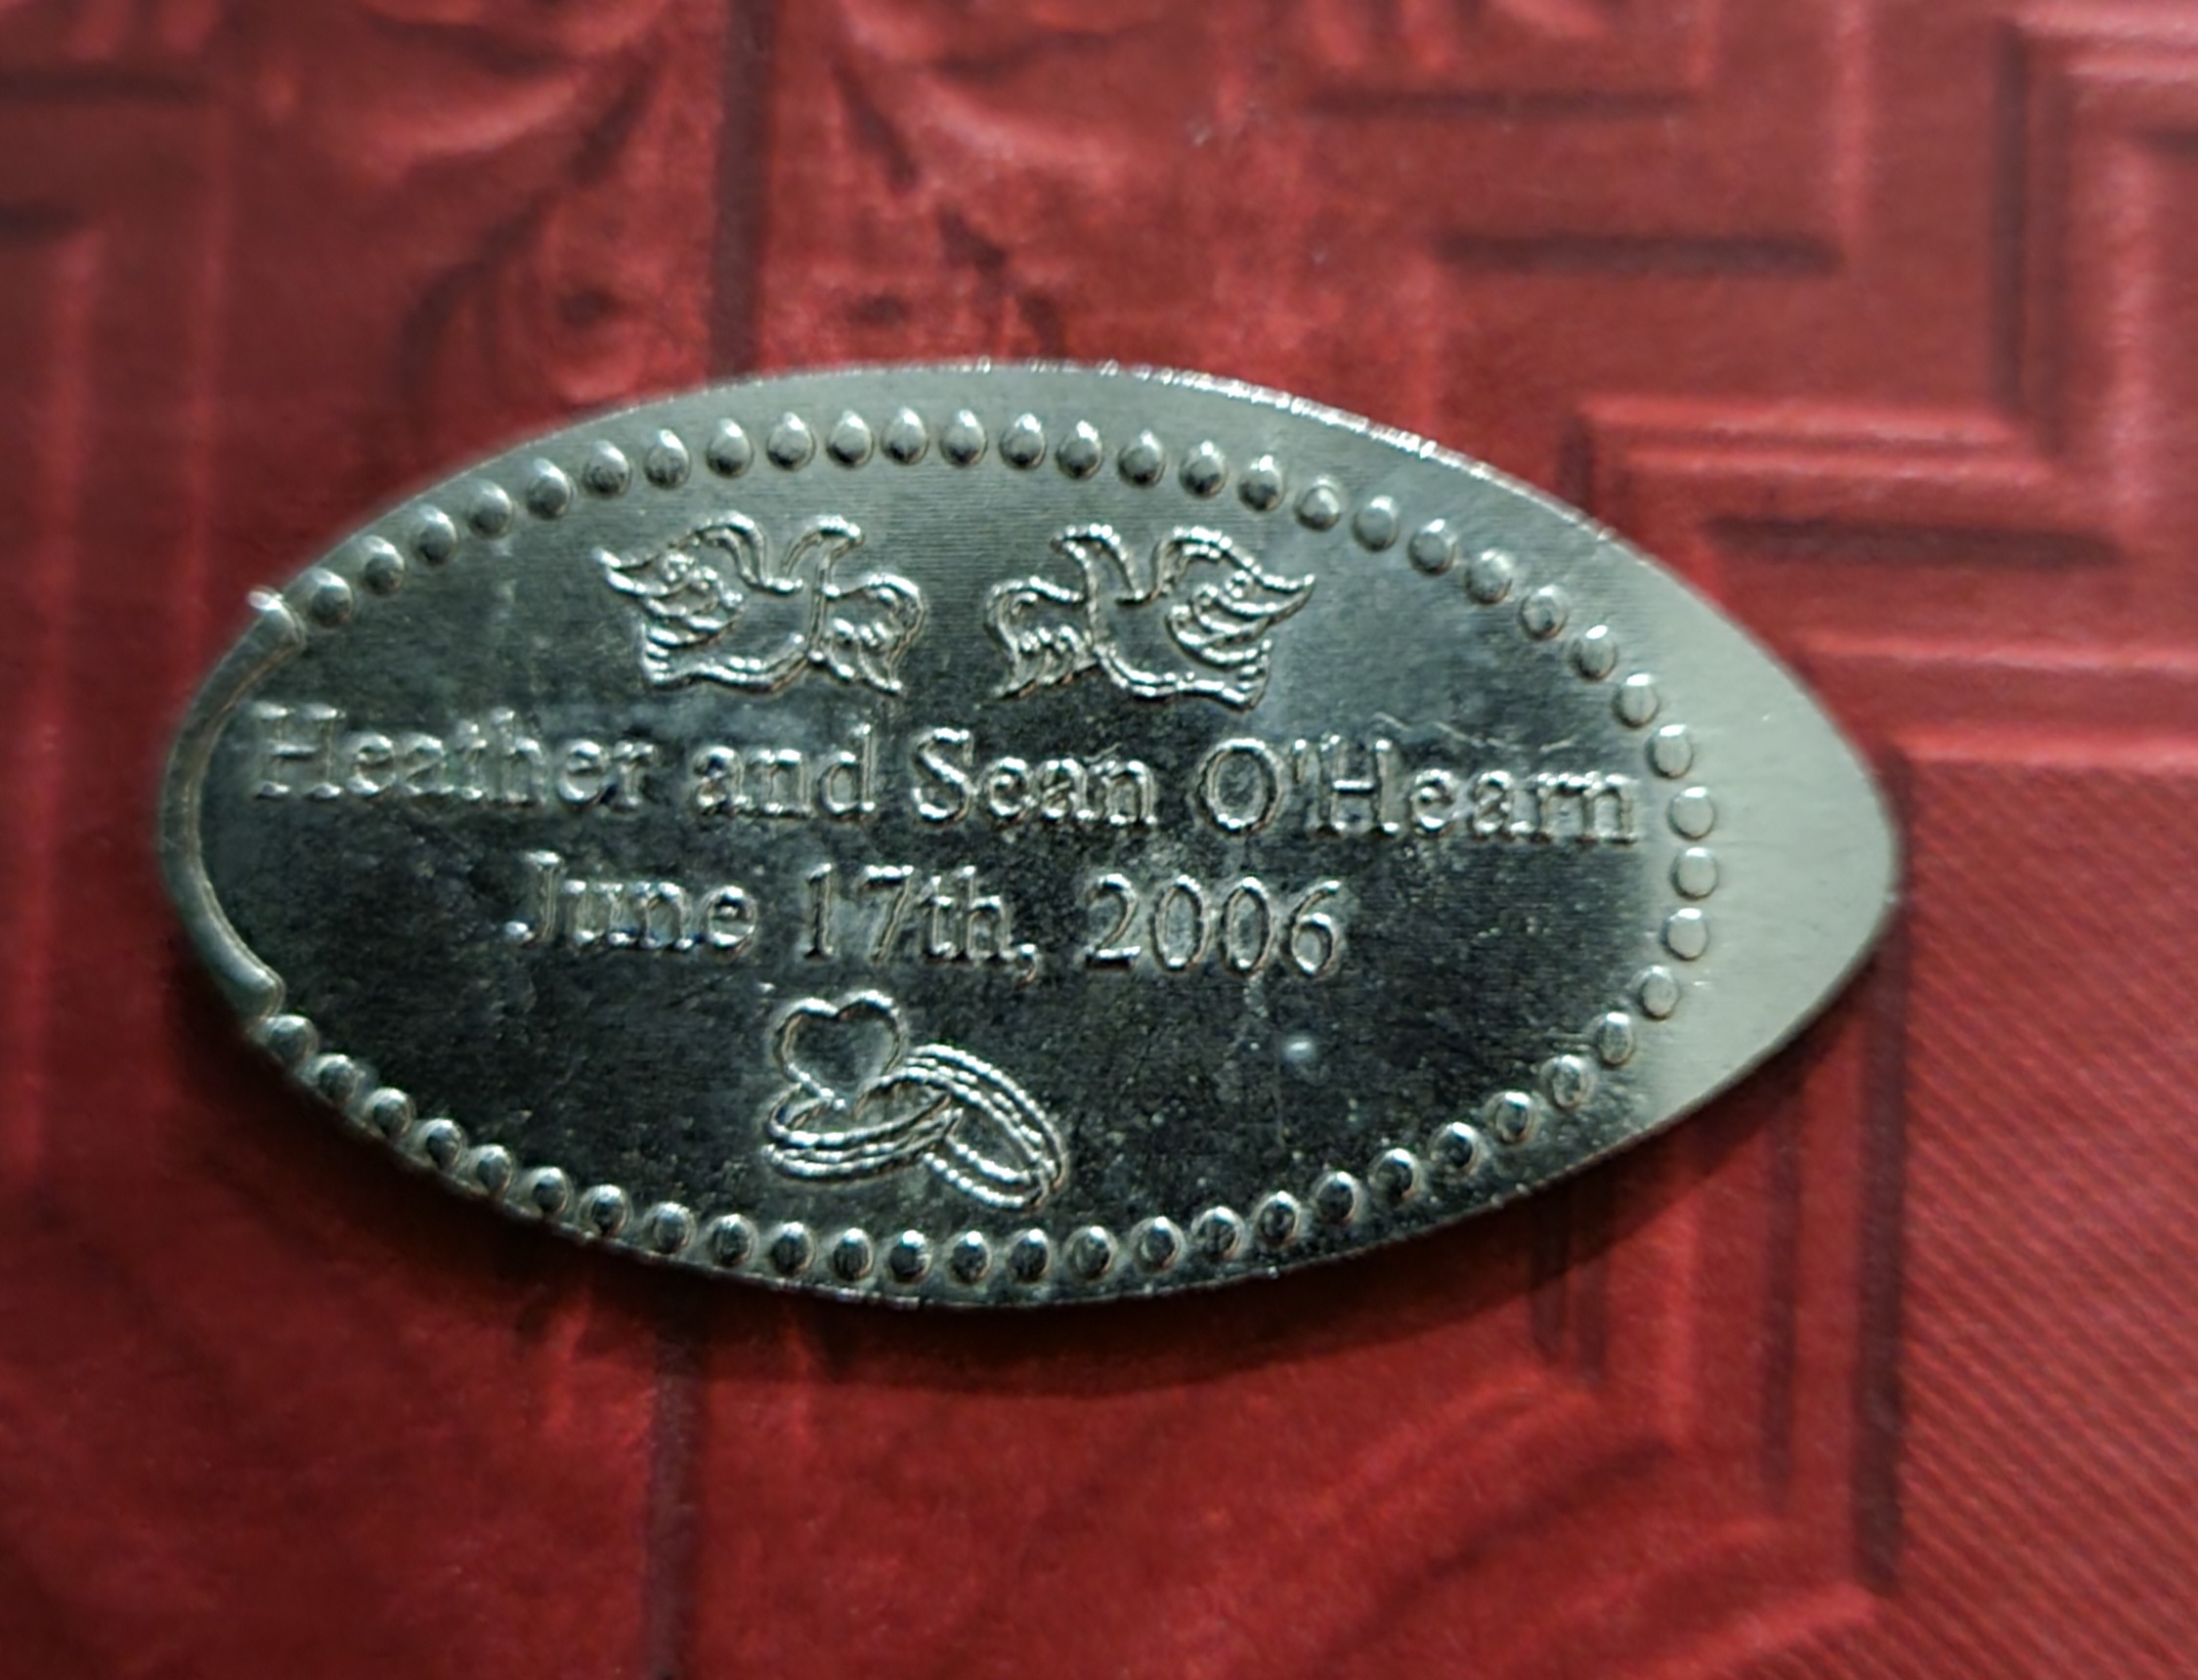 Heather and Sean O'Hearn
June 17th, 2006